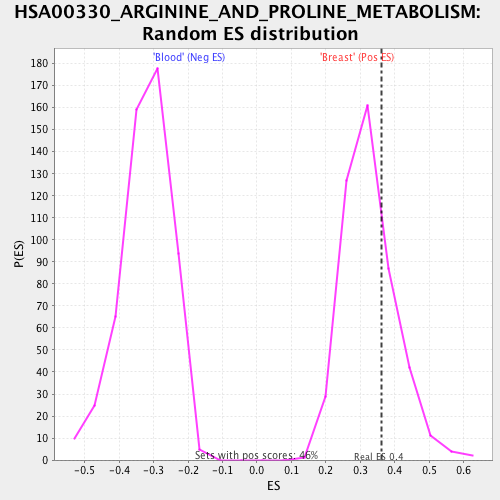 HSA00330_ARGININE_AND_PROLINE_METABOLISM:
Random ES distribution
'Blood' (Neg ES)
'Breast' (Pos ES)
180
170
160
150
140
130
120
110
100
90
80
70
60
50
40
30
20
10
0
P(ES)
Sets with pos scores: 46%
Real ES 0.4
-0.5 -0.4 -0.3 -0.2 -0.1 0.0 0.1 0.2 0.3 0.4 0.5 0.6
ES